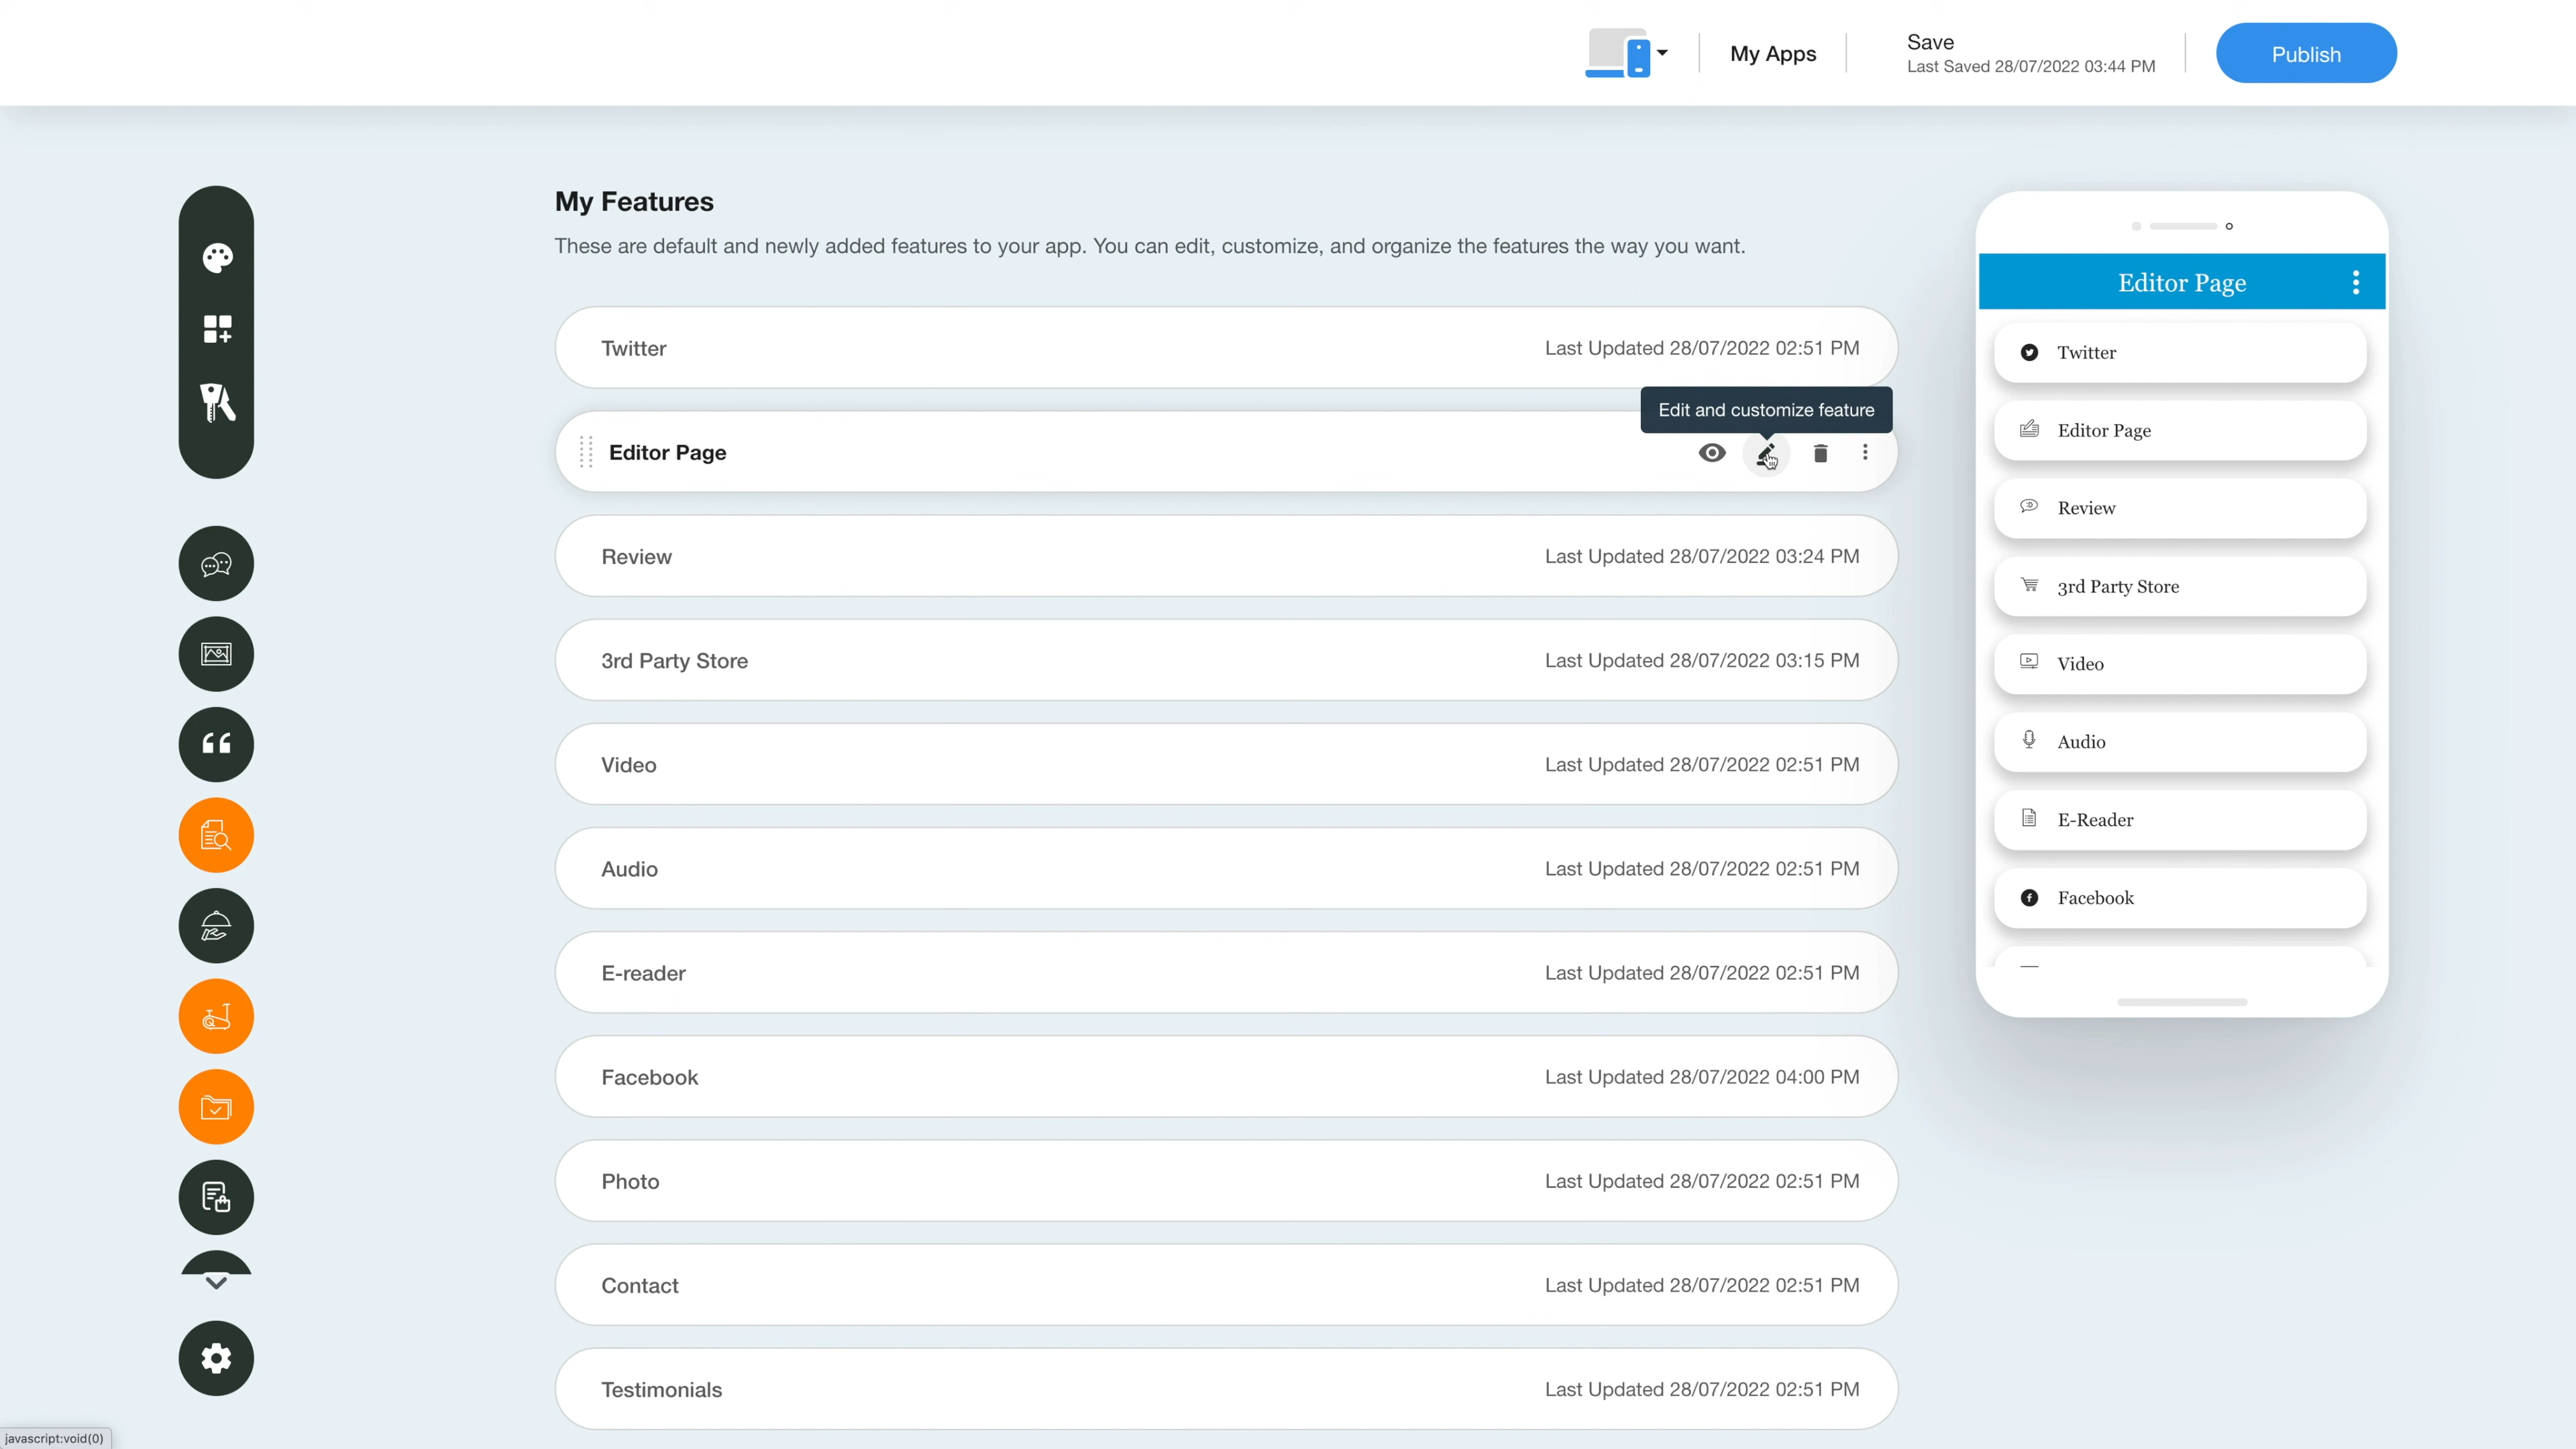 My Apps
Save
Last Saved 28/07/2022 03:44 PM
Publish
My Features
These are default and newly added features to your app. You can edit, customize, and organize the features the way you want.
Twitter
Last Updated 28/07/2022 02:51 PM
Edit and customize feature
Editor Page
Review
Last Updated 28/07/2022 03:24 PM
3rd Party Store
Last Updated 28/07/2022 03:15 PM
Video
Last Updated 28/07/2022 02:51 PM
Audio
Last Updated 28/07/2022 02:51 PM
E-reader
Last Updated 28/07/2022 02:51 PM
Facebook
Last Updated 28/07/2022 04:00 PM
Photo
Last Updated 28/07/2022 02:51 PM
Contact
Last Updated 28/07/2022 02:51 PM
Testimonials
Last Updated 28/07/2022 02:51 PM
Editor Page
Twitter
Editor Page
Review
3rd Party Store
Video
Audio
E-Reader
Facebook
javascript:void(0)